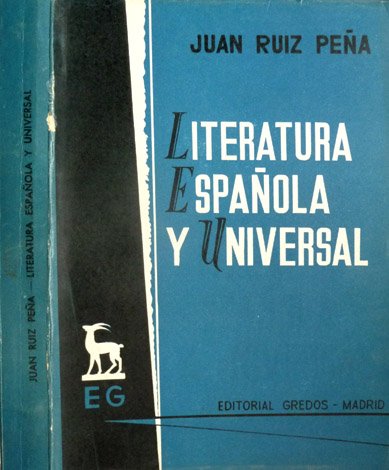 JUAN RUIZ PEÑA — LITERATURA ESPAÑOLA Y UNIVERSAL
JUAN RUIZ PEÑA
LITERATURA
ESPAÑOLA
Y UNIVERSAL
EG
EDITORIAL GREDOS - MADRID